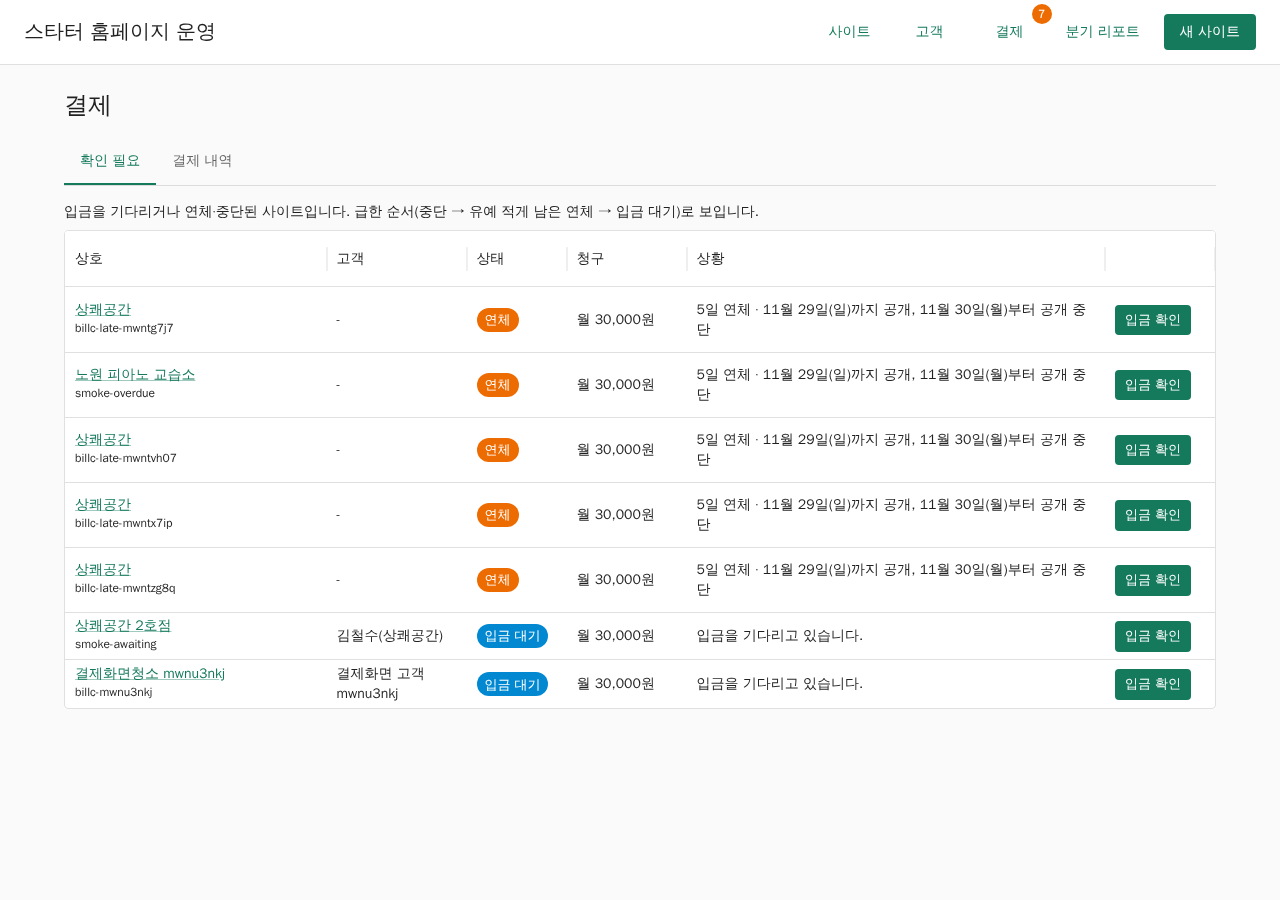 스타터 홈페이지 운영
사이트
고객
결제
7
분기 리포트
새 사이트
결제
확인 필요
결제 내역
입금을 기다리거나 연체·중단된 사이트입니다. 급한 순서(중단 → 유예 적게 남은 연체 → 입금 대기)로 보입니다.
상호
고객
상태
청구
상황
상쾌공간
billc-late-mwntg7j7
-
연체
월 30,000원
5일 연체 · 11월 29일(일)까지 공개, 11월 30일(월)부터 공개 중
단
입금 확인
노원 피아노 교습소
smoke-overdue
-
연체
월 30,000원
5일 연체 · 11월 29일(일)까지 공개, 11월 30일(월)부터 공개 중
단
입금 확인
상쾌공간
billc-late-mwntvh07
-
연체
월 30,000원
5일 연체 · 11월 29일(일)까지 공개, 11월 30일(월)부터 공개 중
단
입금 확인
상쾌공간
billc-late-mwntx7ip
-
연체
월 30,000원
5일 연체 · 11월 29일(일)까지 공개, 11월 30일(월)부터 공개 중
단
입금 확인
상쾌공간
billc-late-mwntzg8q
-
연체
월 30,000원
5일 연체 · 11월 29일(일)까지 공개, 11월 30일(월)부터 공개 중
단
입금 확인
상쾌공간 2호점
smoke-awaiting
김철수(상쾌공간)
입금 대기
월 30,000원
입금을 기다리고 있습니다.
입금 확인
결제화면청소 mwnu3nkj
billc-mwnu3nkj
결제화면 고객
mwnu3nkj
입금 대기
월 30,000원
입금을 기다리고 있습니다.
입금 확인